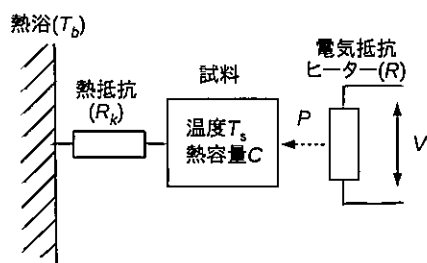 熱浴(T_b)
熱抵抗
(R_k)
試料
温度T_s
熱容量C
P
電気抵抗
ヒーター(R)
V